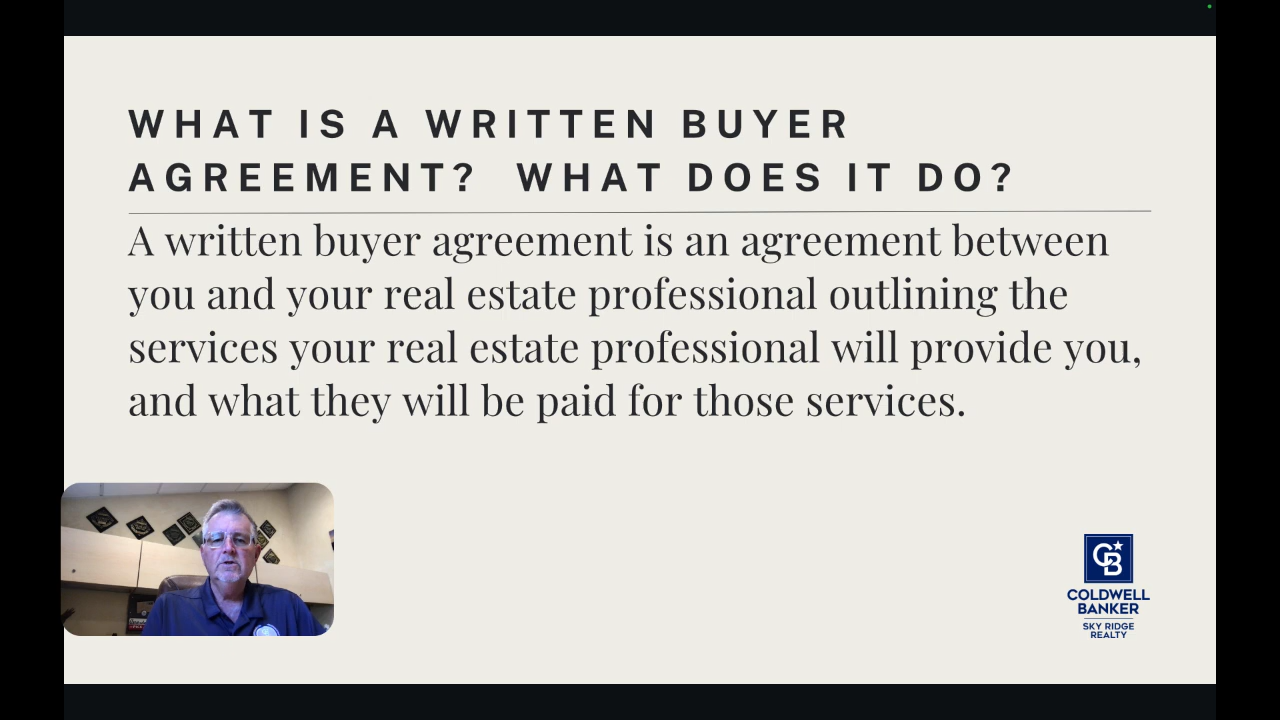 WHAT IS A WRITTEN BUYER
AGREEMENT? WHAT DOES IT DO?
A written buyer agreement is an agreement between
you and your real estate professional outlining the
services your real estate professional will provide you,
and what they will be paid for those services.
CB
COLDWELL
BANKER
SKY RIDGE
REALTY